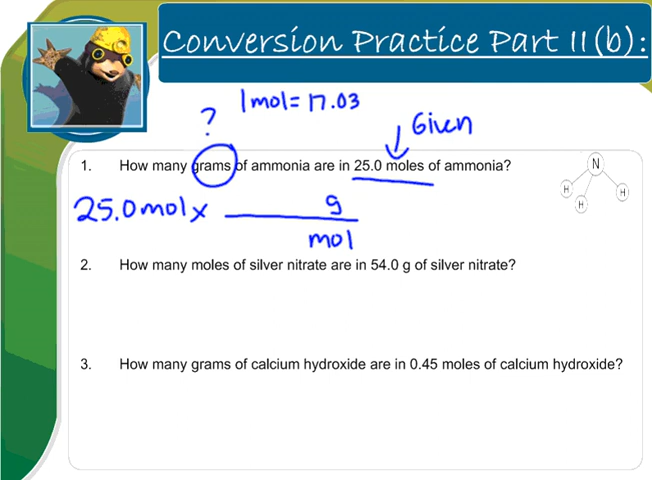 Conversion Practice Part II(b):
1mol = 17.03
?
Given
1. How many grams of ammonia are in 25.0 moles of ammonia?
N
H H H
25.0 mol x g
mol
2. How many moles of silver nitrate are in 54.0 g of silver nitrate?
3. How many grams of calcium hydroxide are in 0.45 moles of calcium hydroxide?